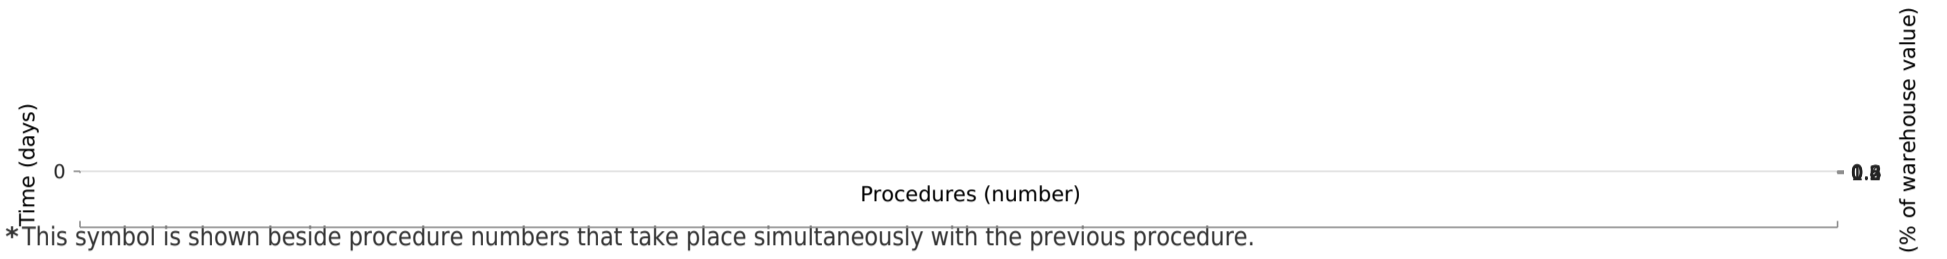 Time (days)
0
Procedures (number)
(% of warehouse value)
*This symbol is shown beside procedure numbers that take place simultaneously with the previous procedure.